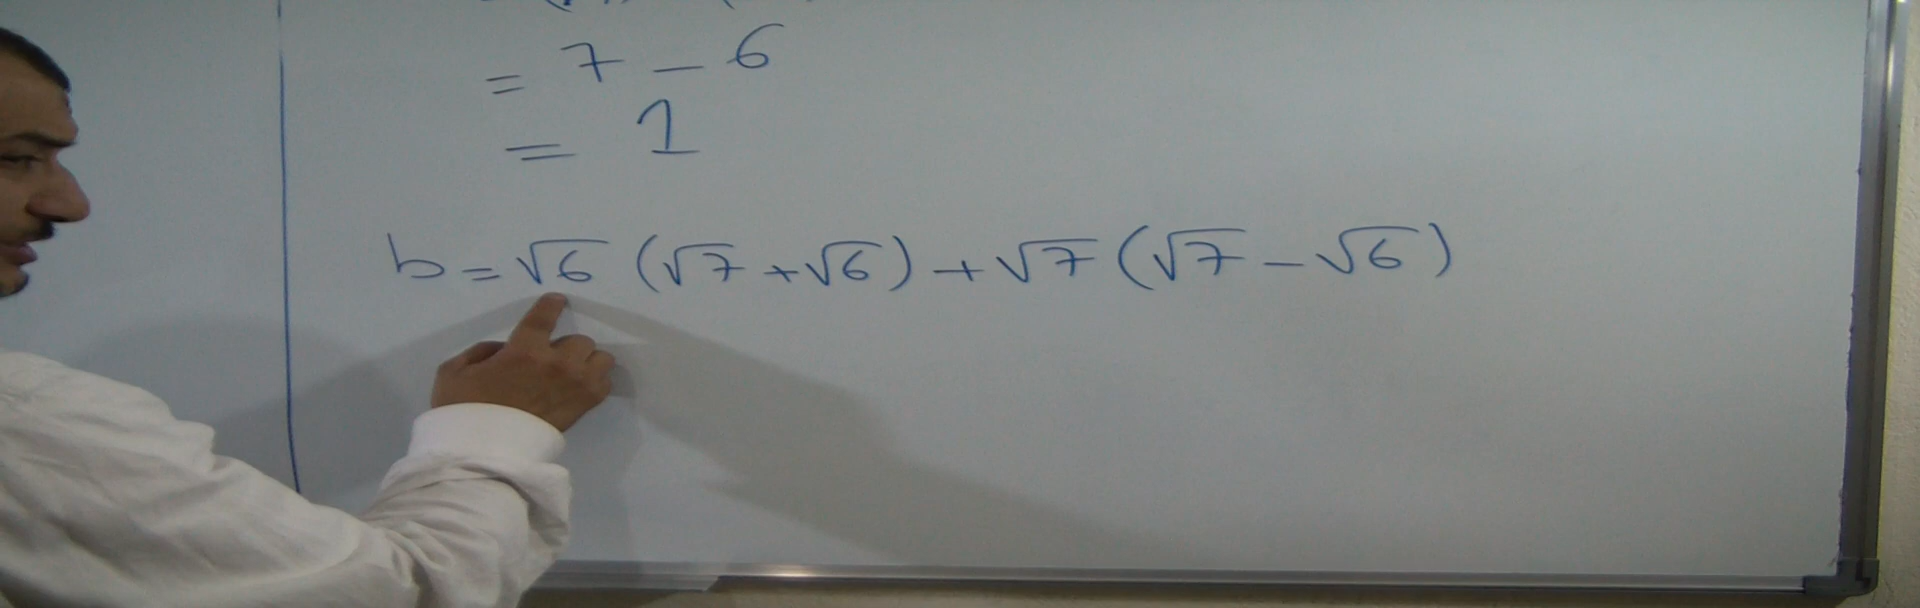 = 7 - 6
= 1
b = √6 (√7 + √6) + √7 (√7 - √6)